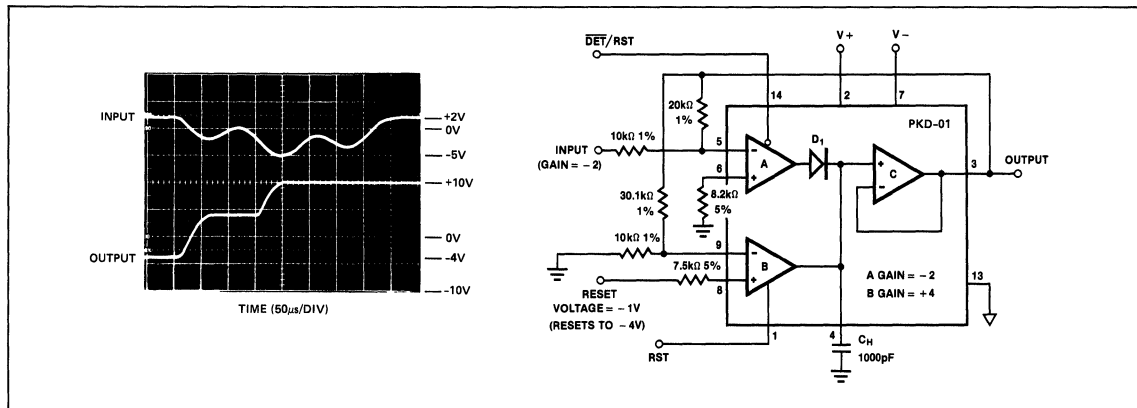 INPUT
OUTPUT
+2V
0V
-5V
+10V
0V
-4V
-10V
TIME (50µs/DIV)
D̅E̅T̅/RST
V+
V-
14
2
7
20kΩ
1%
PKD-01
INPUT
(GAIN = -2)
10kΩ 1%
5
6
-
+
A
D1
+
-
C
3
OUTPUT
30.1kΩ
1%
8.2kΩ
5%
10kΩ 1%
9
-
+
B
7.5kΩ 5%
8
RESET
VOLTAGE = -1V
(RESETS TO -4V)
A GAIN = -2
B GAIN = +4
13
RST
1
4
CH
1000pF